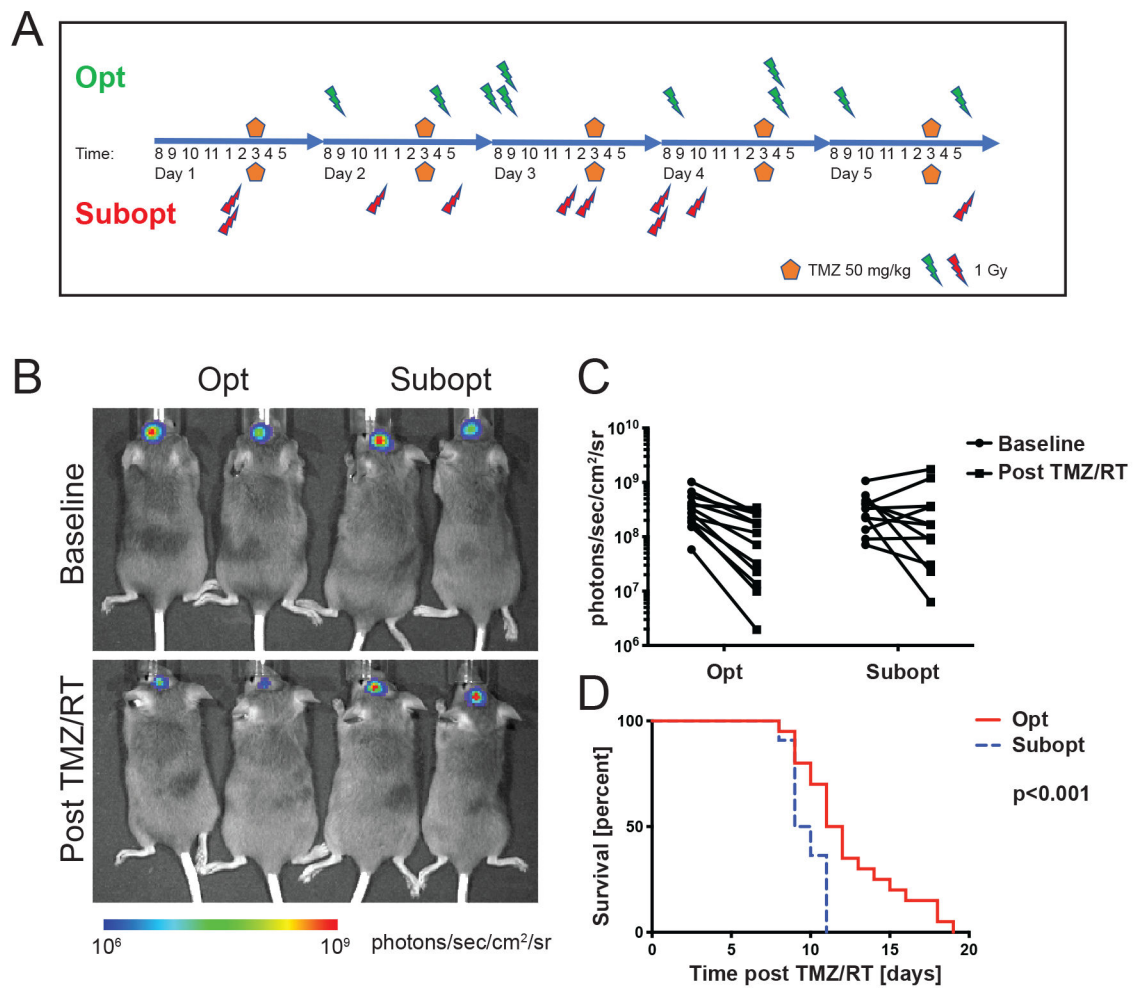 A
Opt
Time:
8 9 10 11 1 2 3 4 5 8 9 10 11 1 2 3 4 5 8 9 10 11 1 2 3 4 5 8 9 10 11 1 2 3 4 5 8 9 10 11 1 2 3 4 5
Day 1 Day 2 Day 3 Day 4 Day 5
Subopt
TMZ 50 mg/kg 1 Gy
B
Opt Subopt
Baseline
Post TMZ/RT
10⁶ 10⁹ photons/sec/cm²/sr
C
photons/sec/cm²/sr
10¹⁰
10⁹
10⁸
10⁷
10⁶
Opt Subopt
Baseline
Post TMZ/RT
D
Survival [percent]
100
50
0
0 5 10 15 20
Time post TMZ/RT [days]
Opt
Subopt
p<0.001